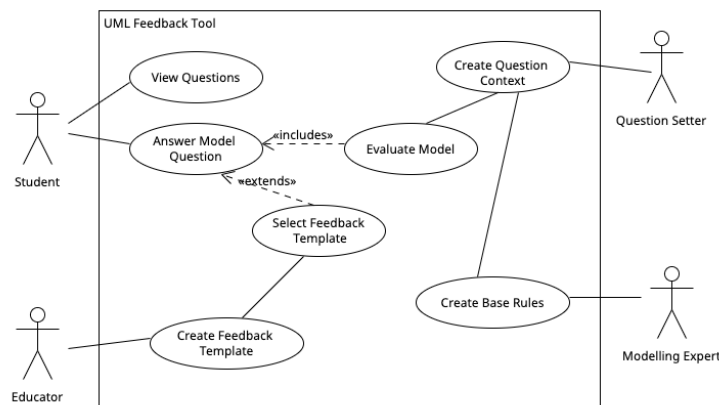 UML Feedback Tool
View Questions
Create Question
Context
Question Setter
Answer Model
Question
«includes»
Evaluate Model
Student
«extends»
Select Feedback
Template
Create Base Rules
Create Feedback
Template
Modelling Expert
Educator